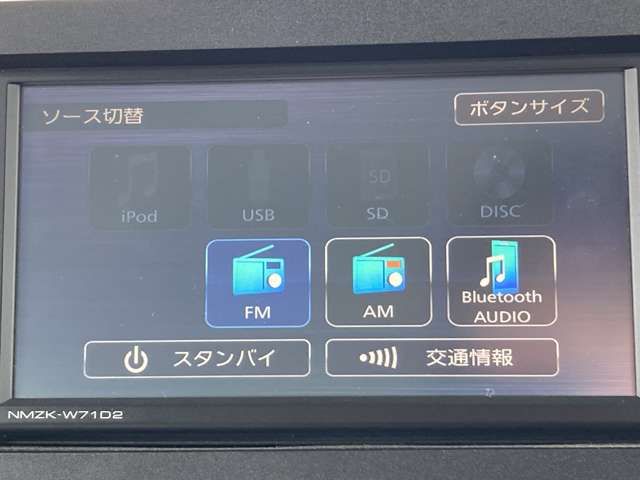 ソース切替
ボタンサイズ
iPod
USB
SD
SD
DISC
FM
AM
Bluetooth
AUDIO
スタンバイ
交通情報
NMZK-W71D2